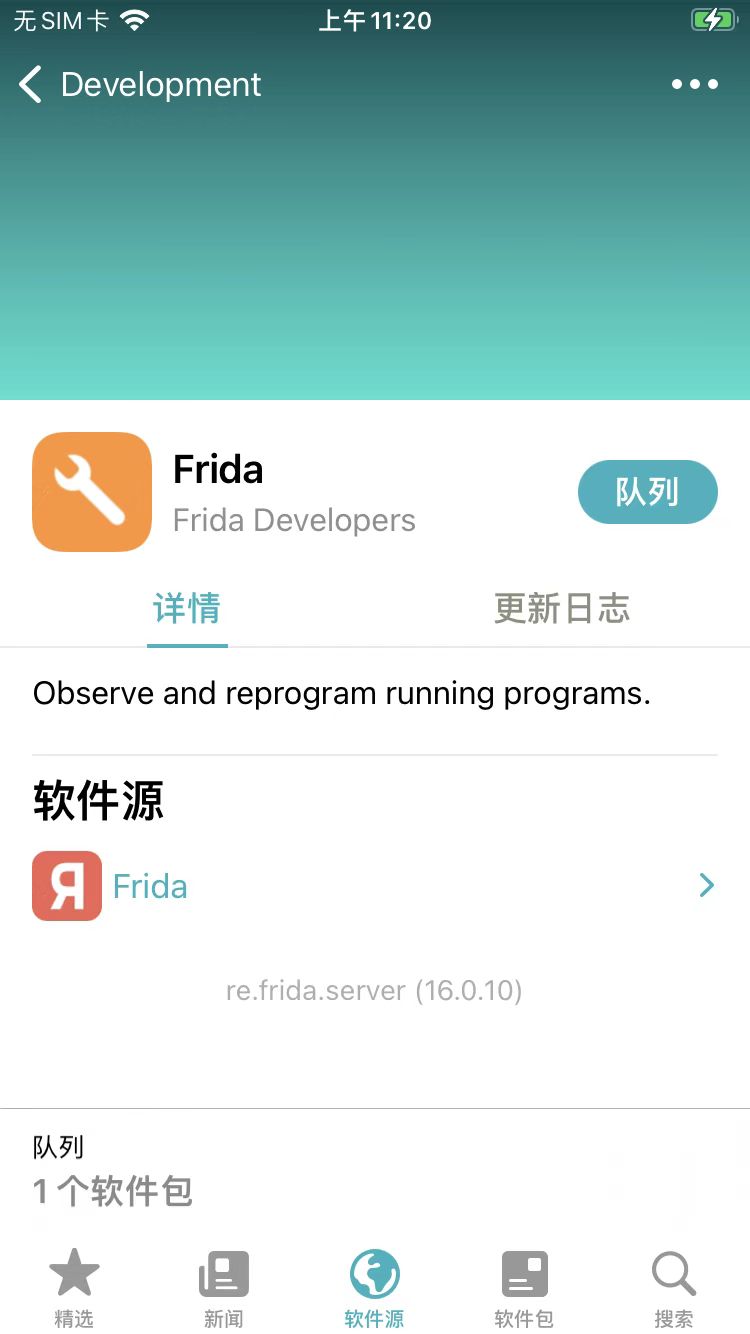 无SIM卡
上午11:20
Development
Frida
Frida Developers
队列
详情
更新日志
Observe and reprogram running programs.
软件源
Frida
re.frida.server (16.0.10)
队列
1个软件包
精选
新闻
软件源
软件包
搜索